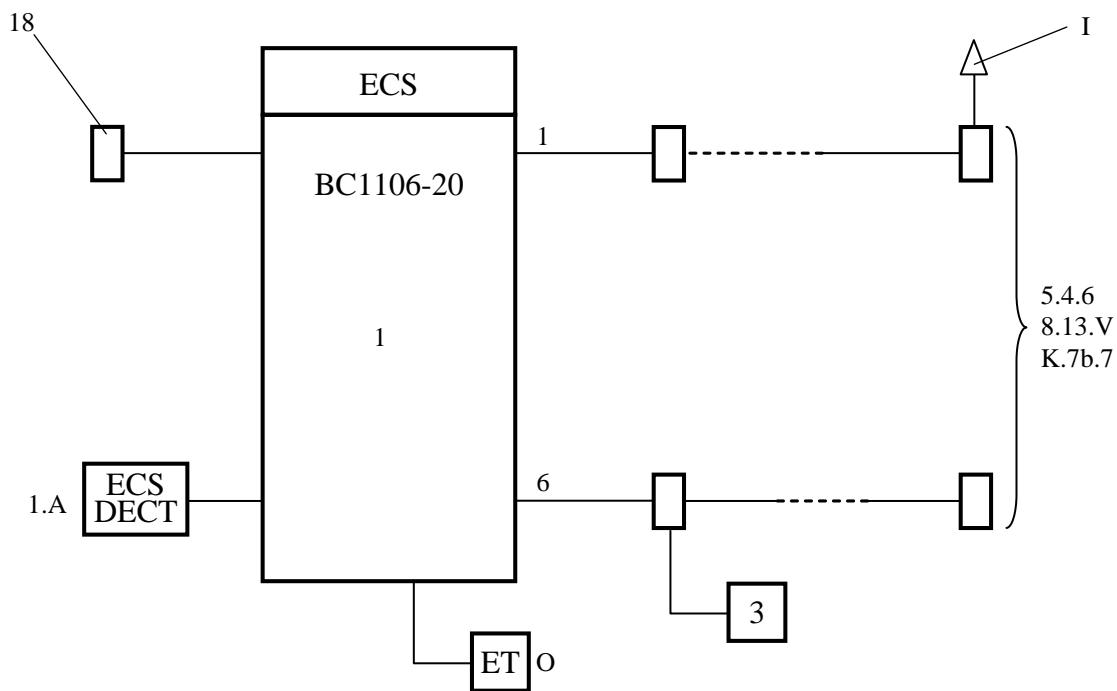 18
I
ECS
1
BC1106-20
5.4.6
8.13.V
K.7b.7
1
6
1.A
ECS
DECT
3
ET
O